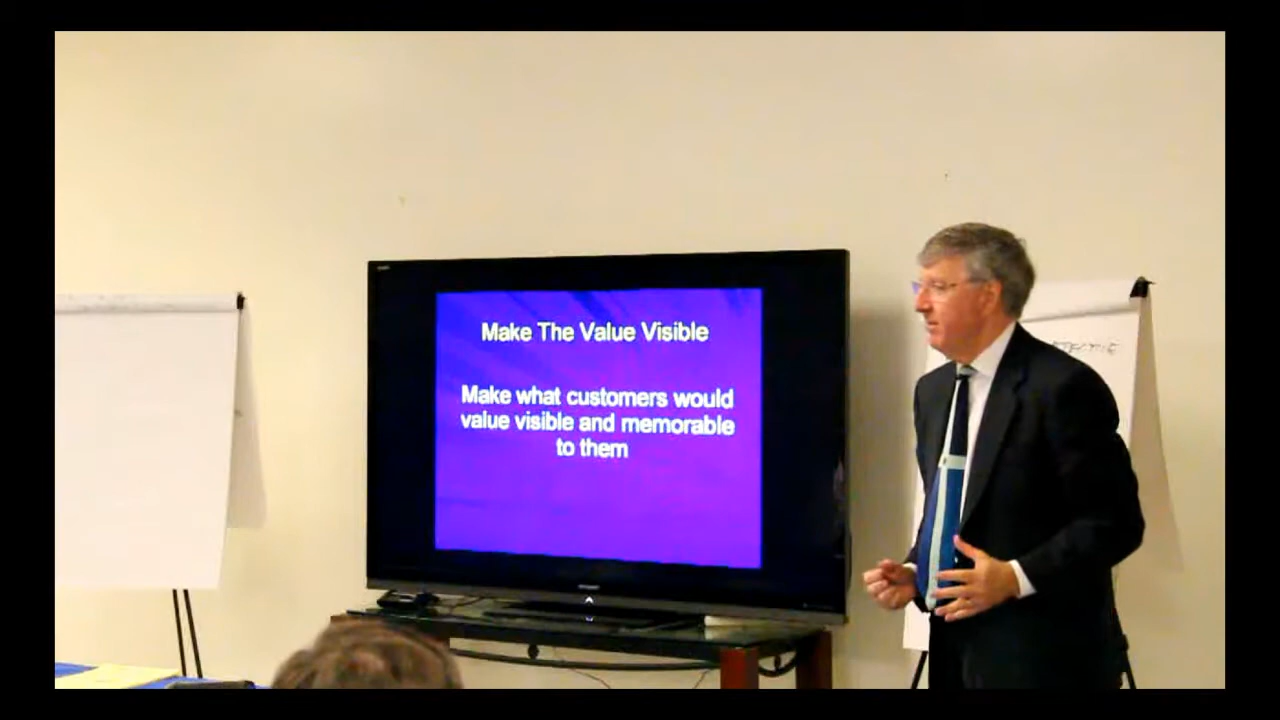 Make The Value Visible
Make what customers would
value visible and memorable
to them